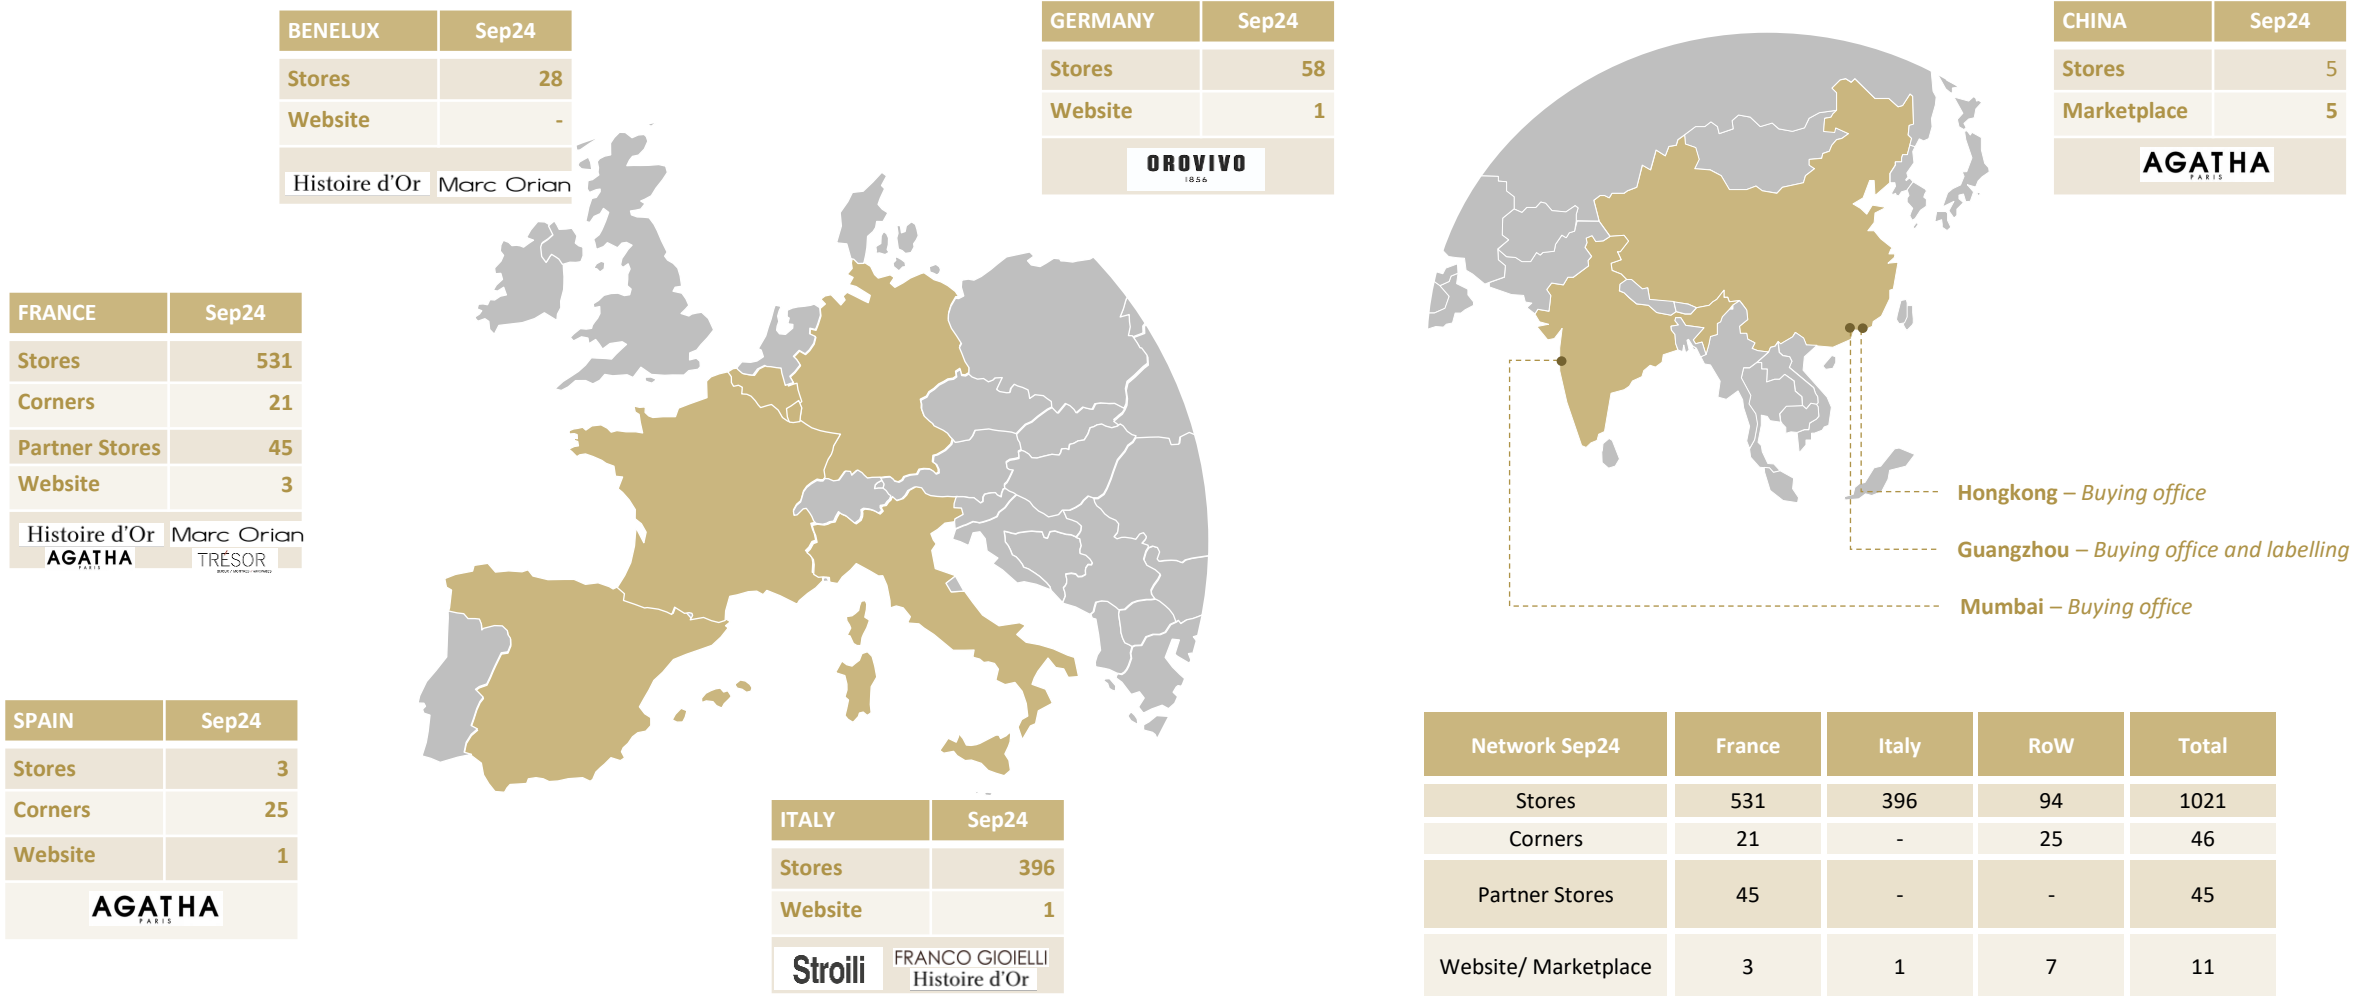 BENELUX Sep24
Stores 28
Website -
Histoire d'Or Marc Orian
GERMANY Sep24
Stores 58
Website 1
OROVIVO
1856
CHINA Sep24
Stores 5
Marketplace 5
AGATHA
PARIS
FRANCE Sep24
Stores 531
Corners 21
Partner Stores 45
Website 3
Histoire d'Or Marc Orian
AGATHA TRÉSOR
PARIS
Hongkong – Buying office
Guangzhou – Buying office and labelling
Mumbai – Buying office
SPAIN Sep24
Stores 3
Corners 25
Website 1
AGATHA
PARIS
ITALY Sep24
Stores 396
Website 1
Stroili FRANCO GIOIELLI
Histoire d'Or
Network Sep24 France Italy RoW Total
Stores 531 396 94 1021
Corners 21 - 25 46
Partner Stores 45 - - 45
Website/ Marketplace 3 1 7 11